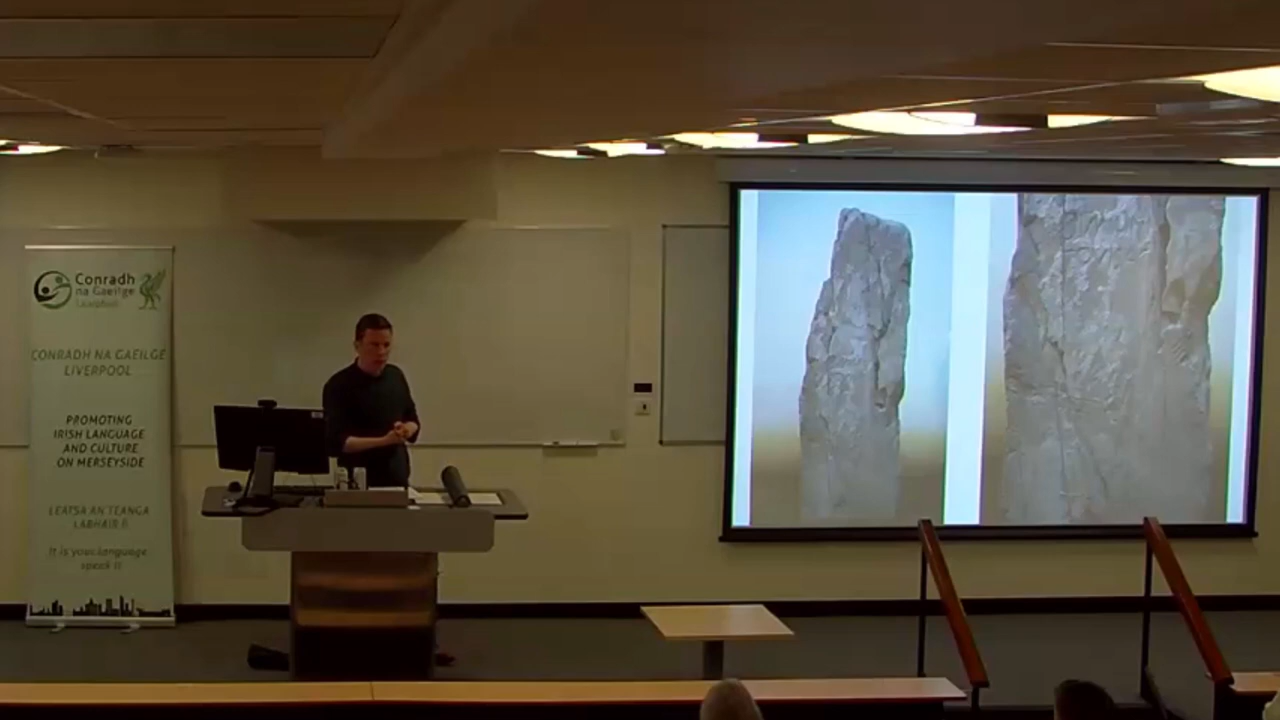 Conradh
na Gaeilge
CONRADH NA GAEILGE
LIVERPOOL
PROMOTING
IRISH LANGUAGE
AND CULTURE
ON MERSEYSIDE
LEATSA AN TEANGA
LABHAIR Í
It is your language
speak it